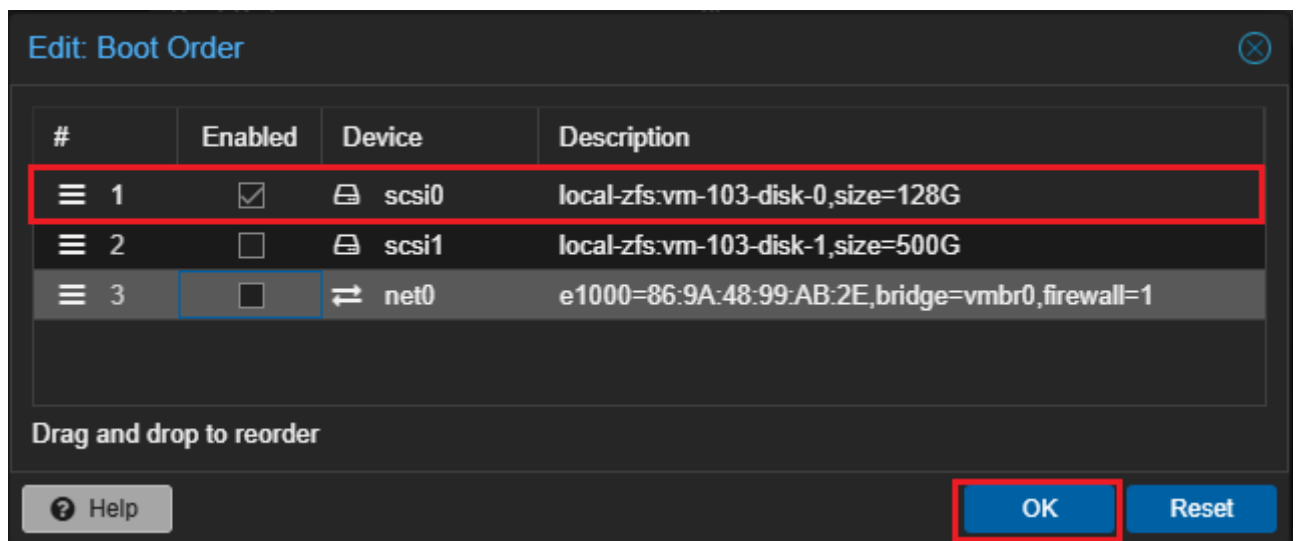 Edit: Boot Order
# Enabled Device Description
1 scsi0 local-zfs:vm-103-disk-0,size=128G
2 scsi1 local-zfs:vm-103-disk-1,size=500G
3 net0 e1000=86:9A:48:99:AB:2E,bridge=vmbr0,firewall=1
Drag and drop to reorder
Help OK Reset